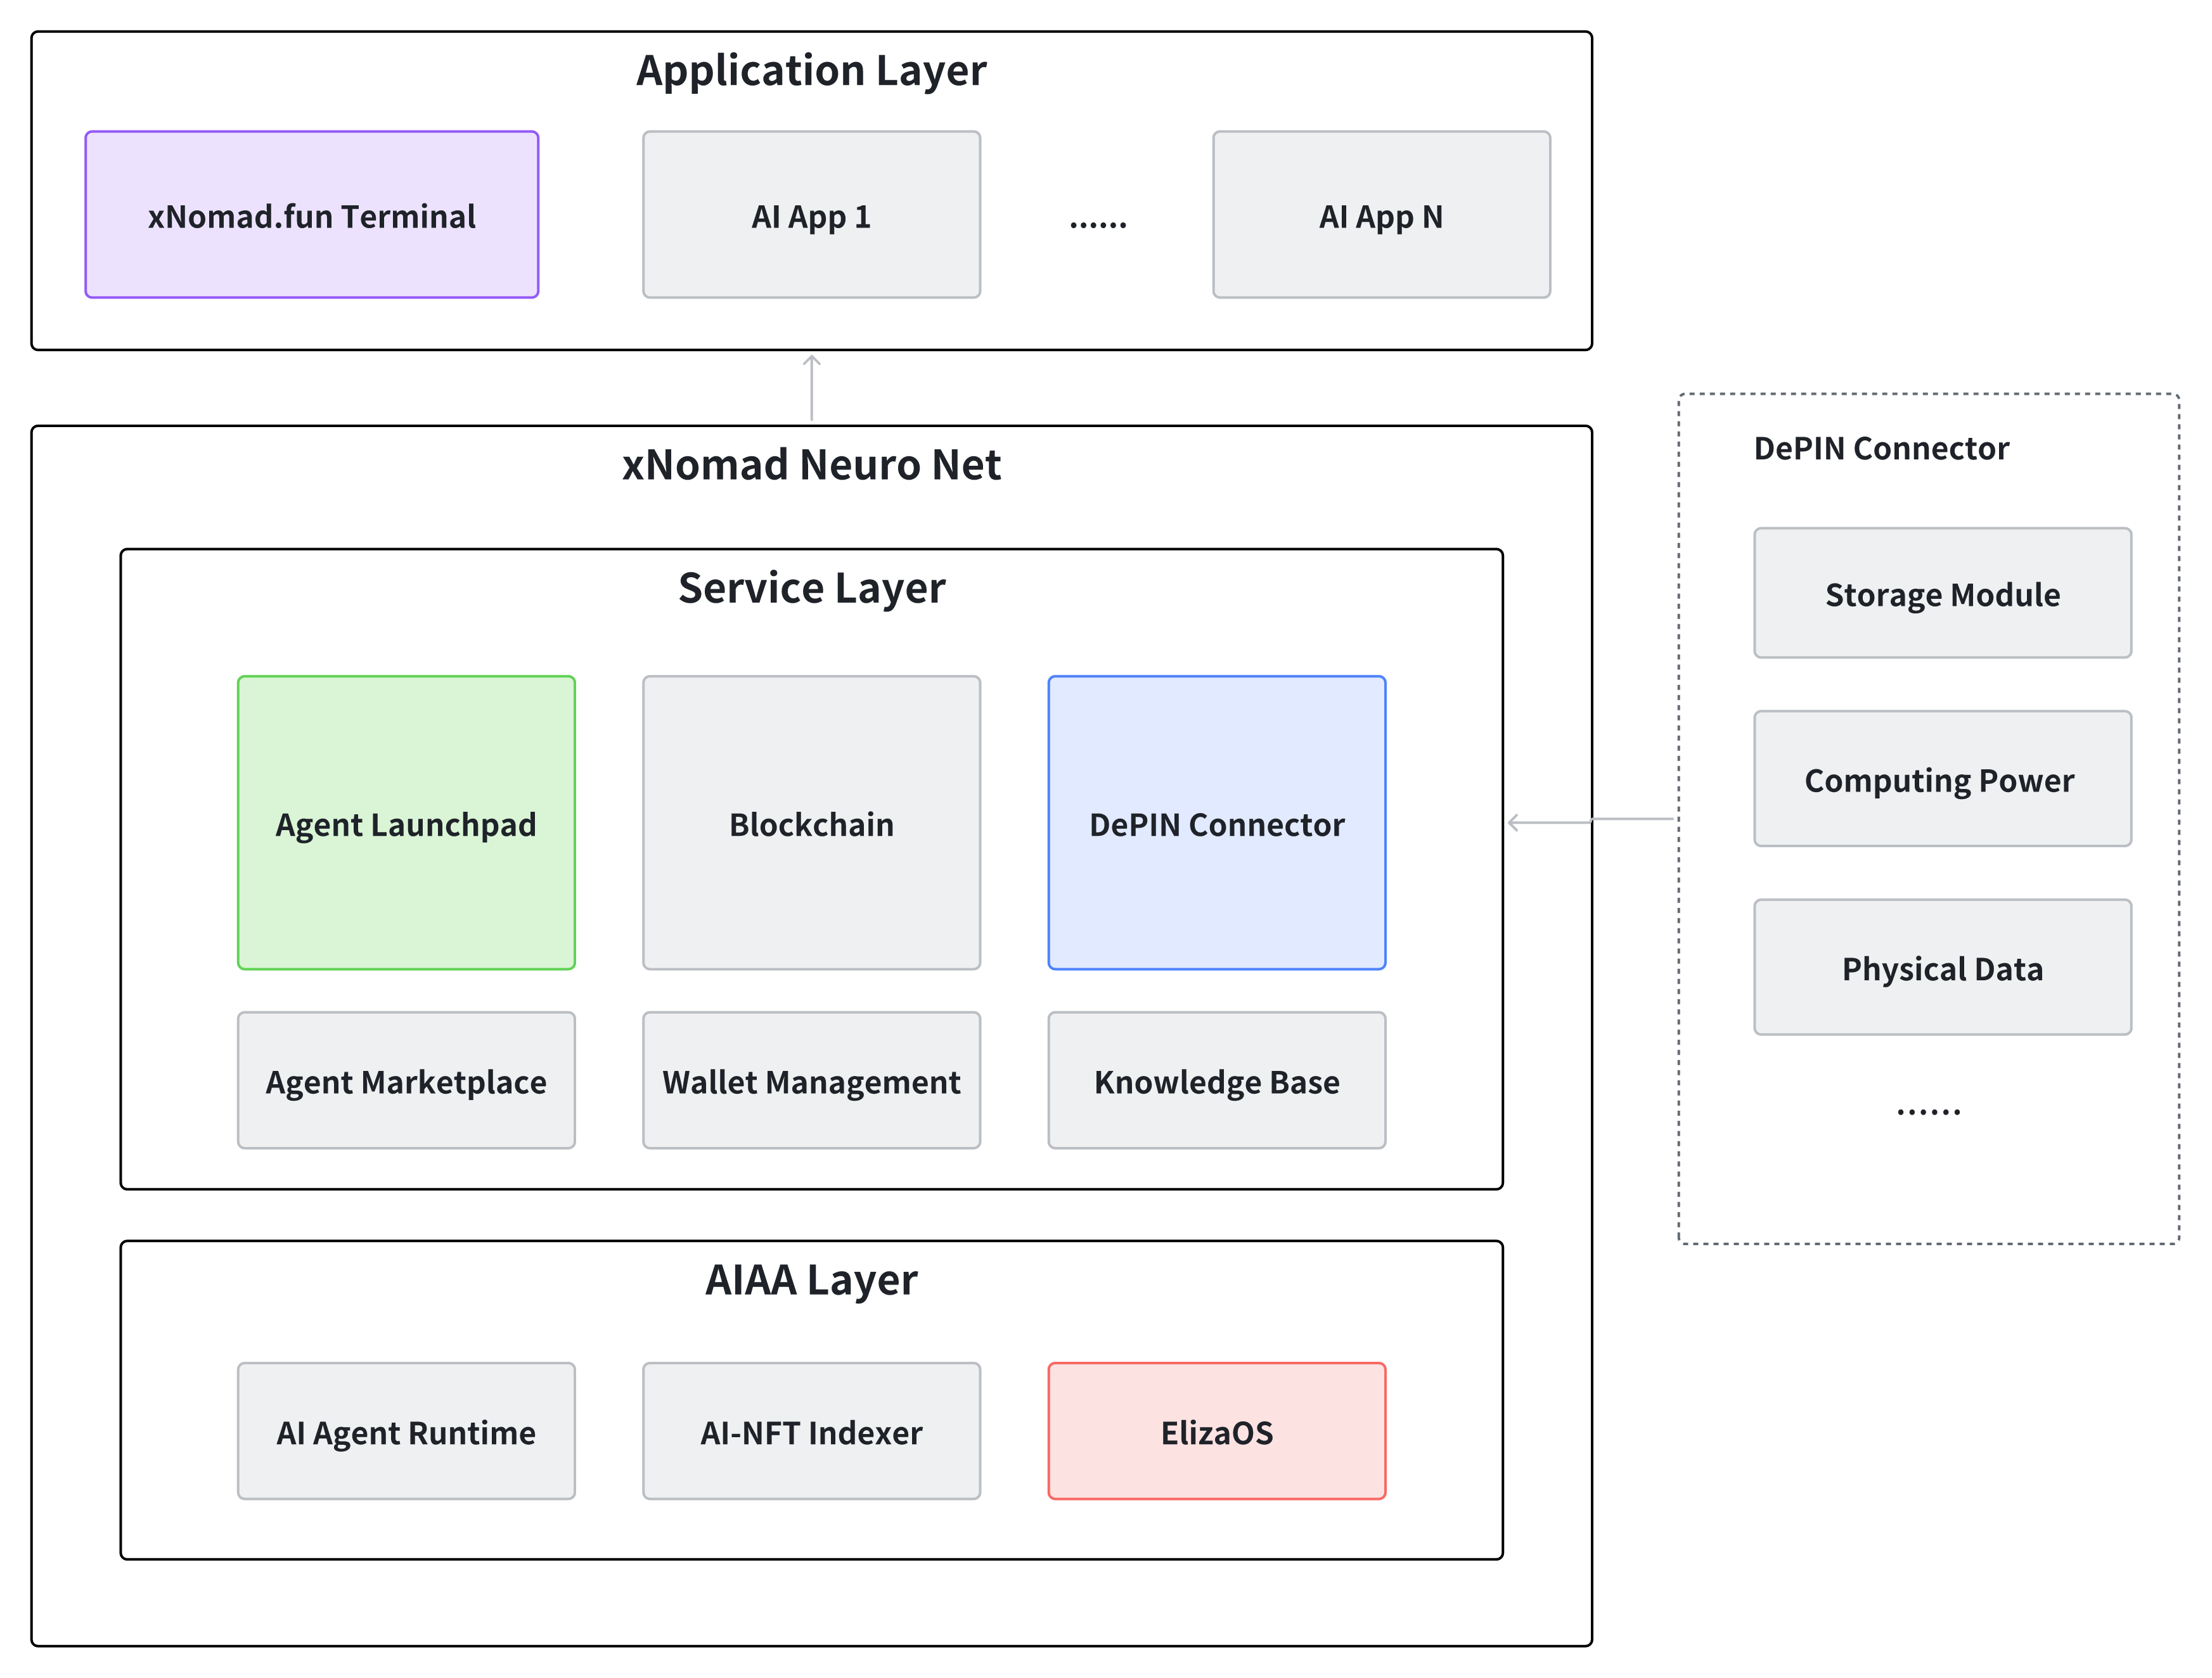 Application Layer
xNomad.fun Terminal
AI App 1
......
AI App N
xNomad Neuro Net
Service Layer
Agent Launchpad
Blockchain
DePIN Connector
Agent Marketplace
Wallet Management
Knowledge Base
AIAA Layer
AI Agent Runtime
AI-NFT Indexer
ElizaOS
DePIN Connector
Storage Module
Computing Power
Physical Data
......